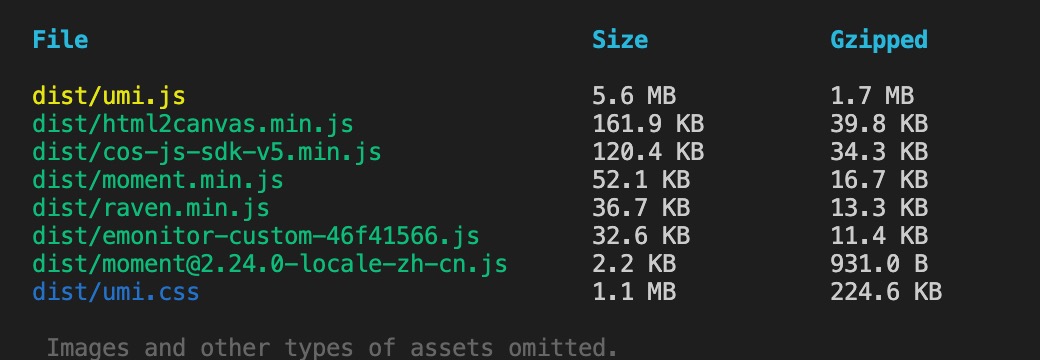 File Size Gzipped
dist/umi.js 5.6 MB 1.7 MB
dist/html2canvas.min.js 161.9 KB 39.8 KB
dist/cos-js-sdk-v5.min.js 120.4 KB 34.3 KB
dist/moment.min.js 52.1 KB 16.7 KB
dist/raven.min.js 36.7 KB 13.3 KB
dist/emonitor-custom-46f41566.js 32.6 KB 11.4 KB
dist/moment@2.24.0-locale-zh-cn.js 2.2 KB 931.0 B
dist/umi.css 1.1 MB 224.6 KB
Images and other types of assets omitted.